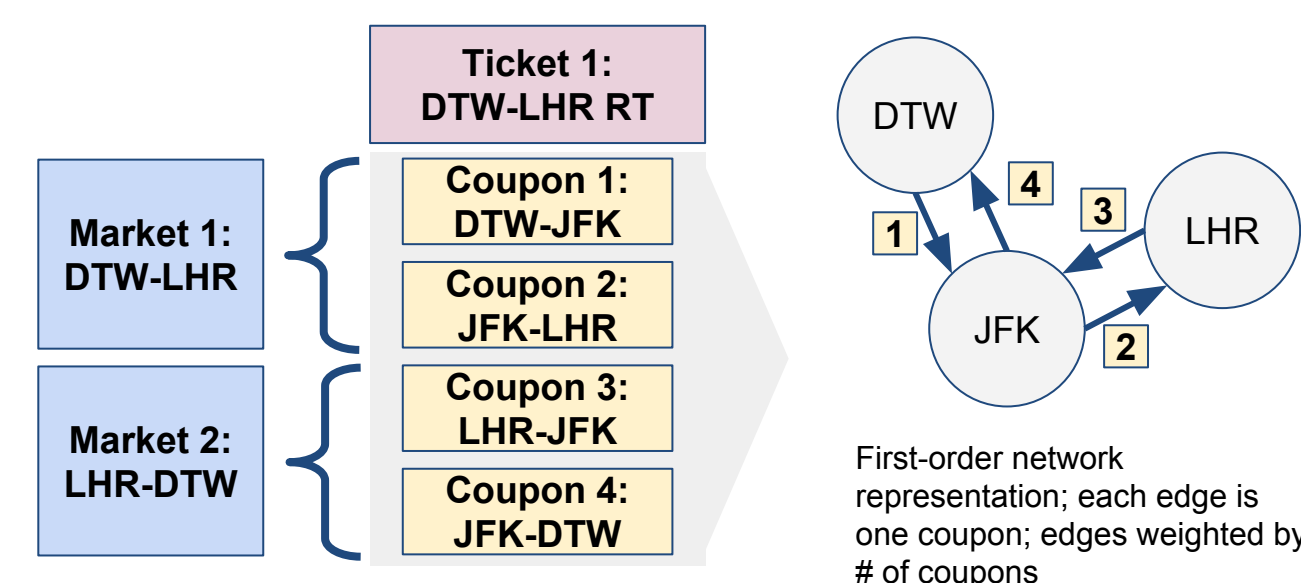 Ticket 1:
DTW-LHR RT
Market 1:
DTW-LHR
Market 2:
LHR-DTW
Coupon 1:
DTW-JFK
Coupon 2:
JFK-LHR
Coupon 3:
LHR-JFK
Coupon 4:
JFK-DTW
DTW
4
3
1
LHR
JFK
2
First-order network
representation; each edge is
one coupon; edges weighted by
# of coupons